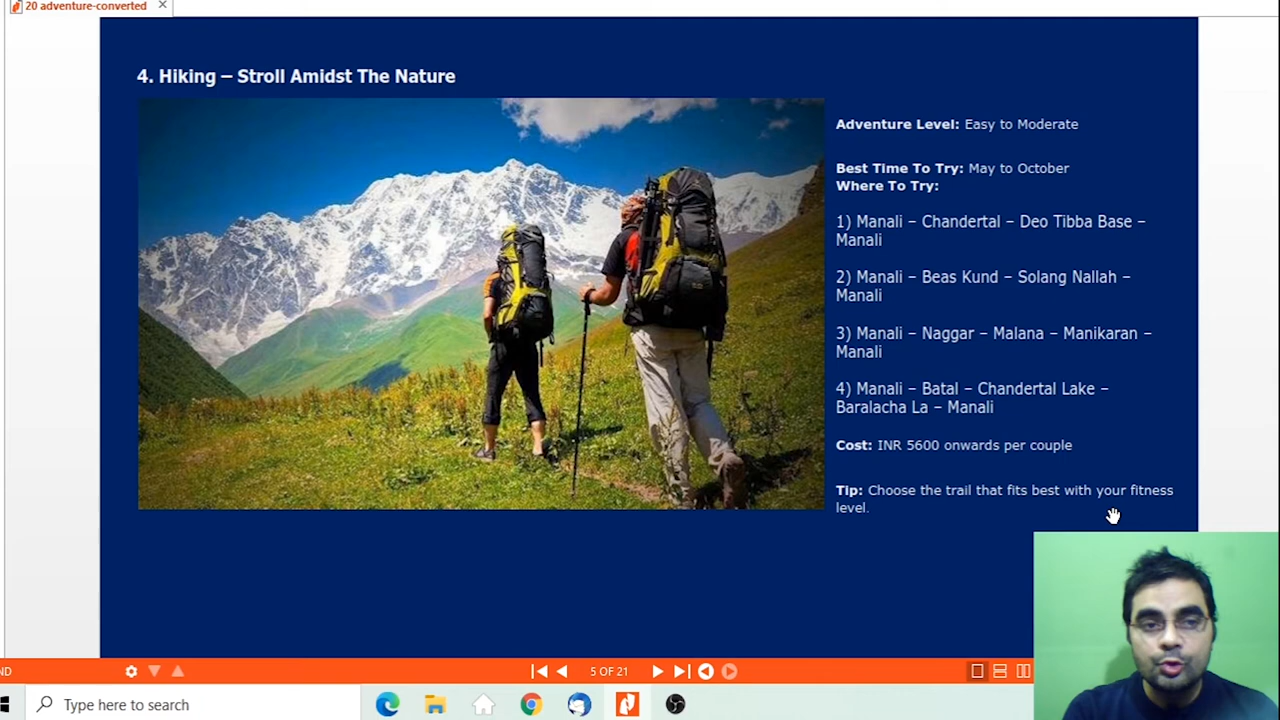 20 adventure-converted
4. Hiking – Stroll Amidst The Nature
Adventure Level: Easy to Moderate
Best Time To Try: May to October
Where To Try:
1) Manali – Chandertal – Deo Tibba Base –
Manali
2) Manali – Beas Kund – Solang Nallah –
Manali
3) Manali – Naggar – Malana – Manikaran –
Manali
4) Manali – Batal – Chandertal Lake –
Baralacha La – Manali
Cost: INR 5600 onwards per couple
Tip: Choose the trail that fits best with your fitness
level.
ND
5 OF 21
Type here to search